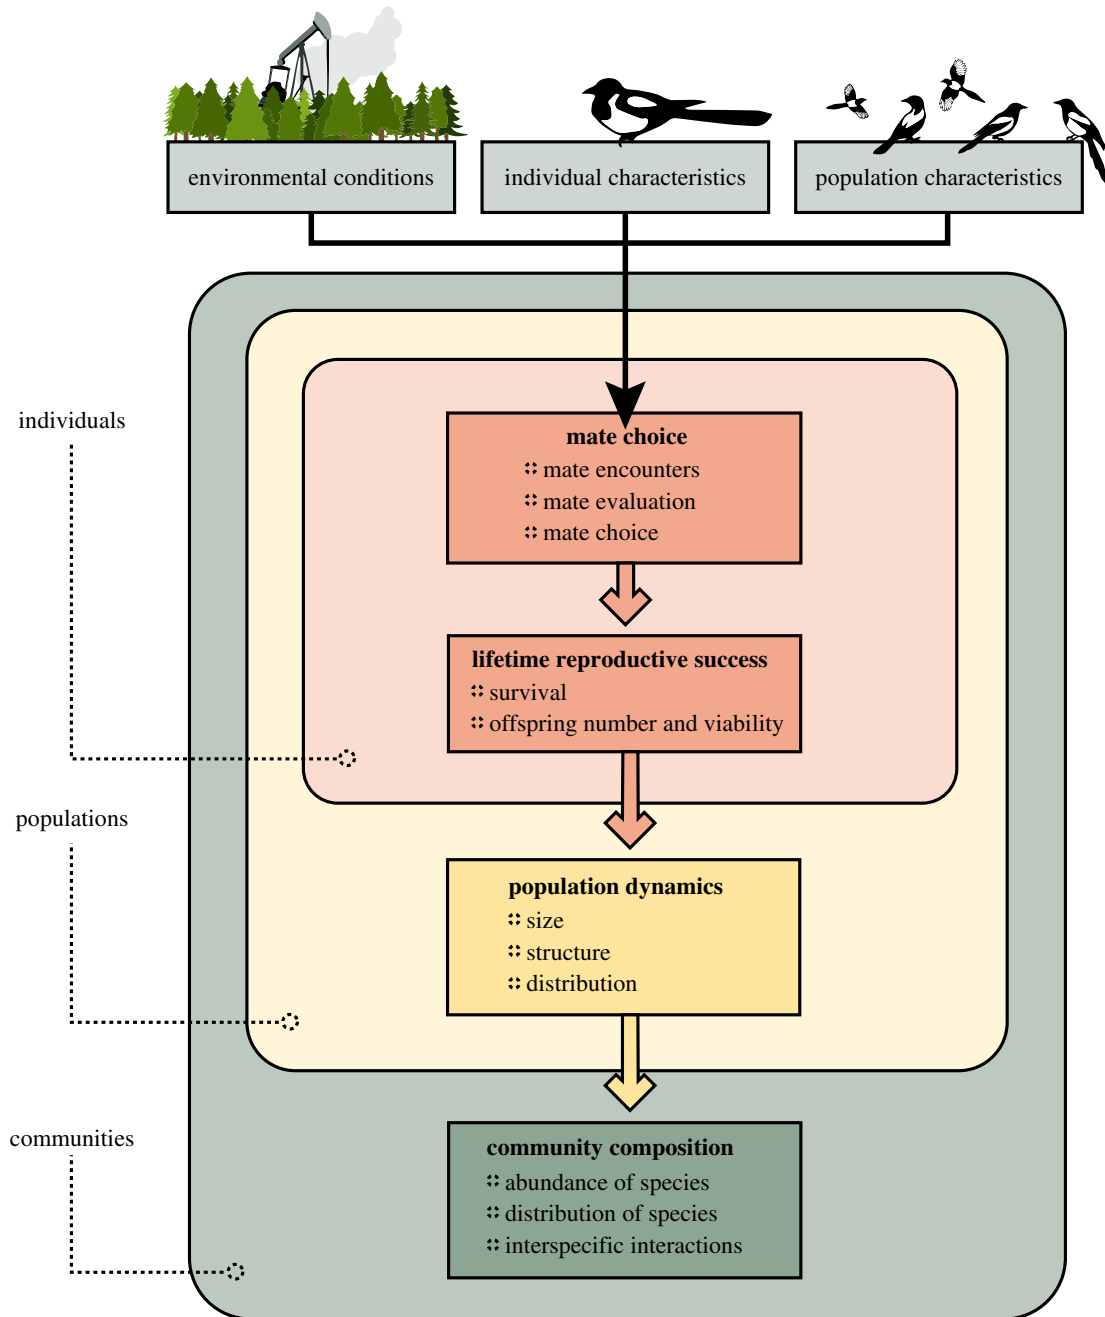 environmental conditions
individual characteristics
population characteristics
individuals
mate choice
mate encounters
mate evaluation
mate choice
lifetime reproductive success
survival
offspring number and viability
populations
population dynamics
size
structure
distribution
communities
community composition
abundance of species
distribution of species
interspecific interactions